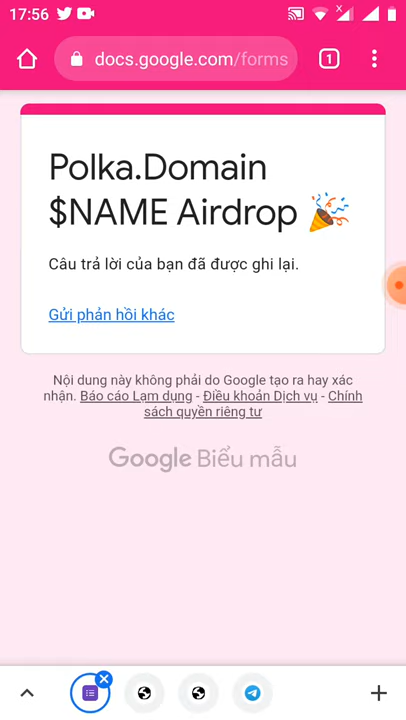 17:56
docs.google.com/forms
1
Polka.Domain
$NAME Airdrop
Câu trả lời của bạn đã được ghi lại.
Gửi phản hồi khác
Nội dung này không phải do Google tạo ra hay xác
nhận. Báo cáo Lạm dụng - Điều khoản Dịch vụ - Chính
sách quyền riêng tư
Google Biểu mẫu